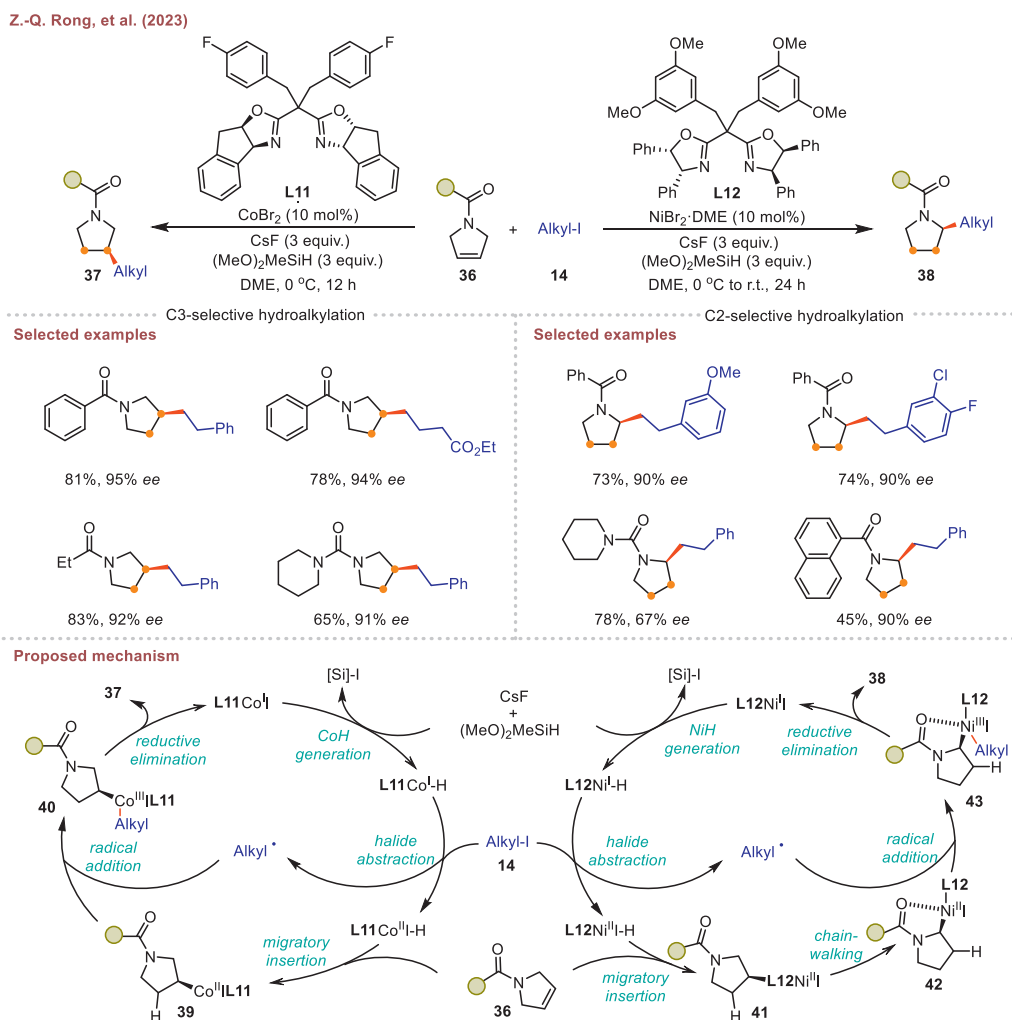 Z.-Q. Rong, et al. (2023)
F
F
O
O
N
N
L11
OMe
OMe
MeO
OMe
O
O
Ph
Ph
N
N
Ph
Ph
L12
O
N
Alkyl
37
CoBr2 (10 mol%)
CsF (3 equiv.)
(MeO)2MeSiH (3 equiv.)
DME, 0 °C, 12 h
O
N
36
+
Alkyl-I
14
NiBr2·DME (10 mol%)
CsF (3 equiv.)
(MeO)2MeSiH (3 equiv.)
DME, 0 °C to r.t., 24 h
O
N
Alkyl
38
C3-selective hydroalkylation
C2-selective hydroalkylation
Selected examples
O
N
Ph
81%, 95% ee
O
N
CO2Et
78%, 94% ee
O
Et
N
Ph
83%, 92% ee
O
N
N
Ph
65%, 91% ee
Selected examples
Ph
O
N
OMe
73%, 90% ee
Ph
O
N
Cl
F
74%, 90% ee
N
O
N
Ph
78%, 67% ee
O
N
Ph
45%, 90% ee
Proposed mechanism
[Si]-I
CsF
+
(MeO)2MeSiH
[Si]-I
37
L11CoI
reductive
elimination
CoH
generation
L11CoI-H
O
N
CoIIIIL11
Alkyl
40
radical
addition
Alkyl•
halide
abstraction
Alkyl-I
14
L11CoII-H
migratory
insertion
O
N
CoIIIL11
H
39
O
N
36
38
L12NiI
NiH
generation
reductive
elimination
L12NiI-H
L12
NiIIII
O
N
Alkyl
H
43
halide
abstraction
Alkyl•
radical
addition
L12NiII-H
migratory
insertion
O
N
L12NiIII
H
41
chain-
walking
L12
NiIII
O
N
H
42